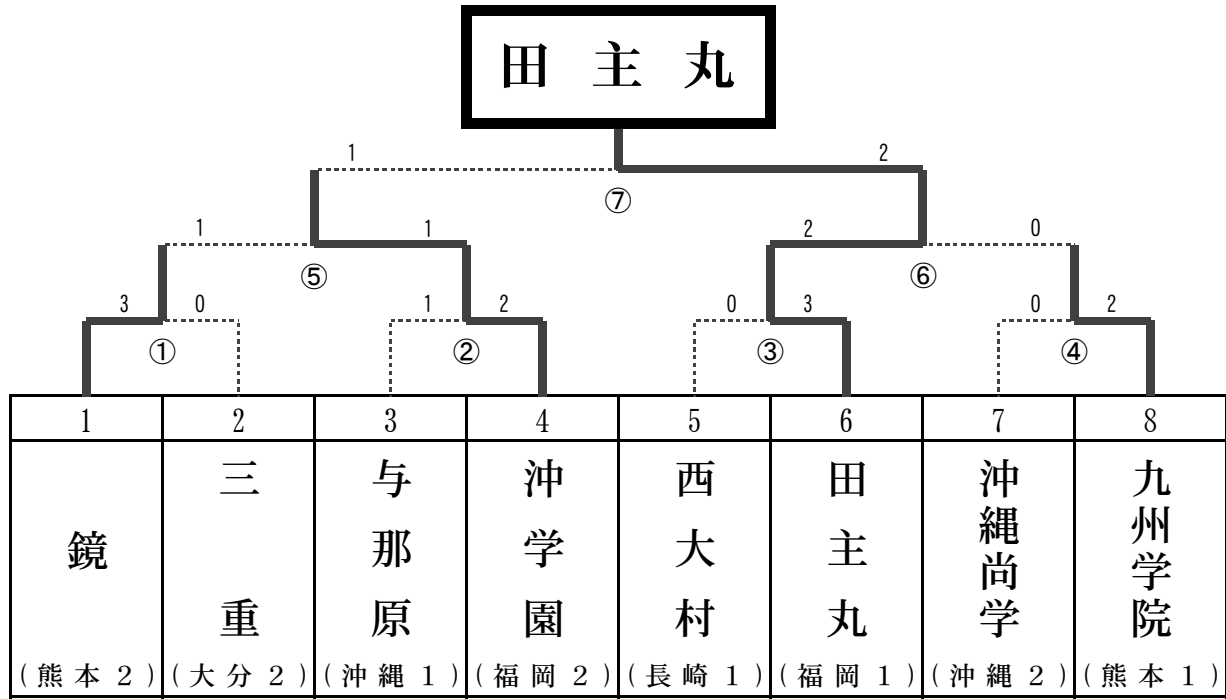 田主丸
1 2
⑦
1 1 2 0
⑤ ⑥
3 0 1 2 0 3 0 2
① ② ③ ④
1 2 3 4 5 6 7 8
鏡
三重
与那原
沖学園
西大村
田主丸
沖縄尚学
九州学院
(熊本2) (大分2) (沖縄1) (福岡2) (長崎1) (福岡1) (沖縄2) (熊本1)